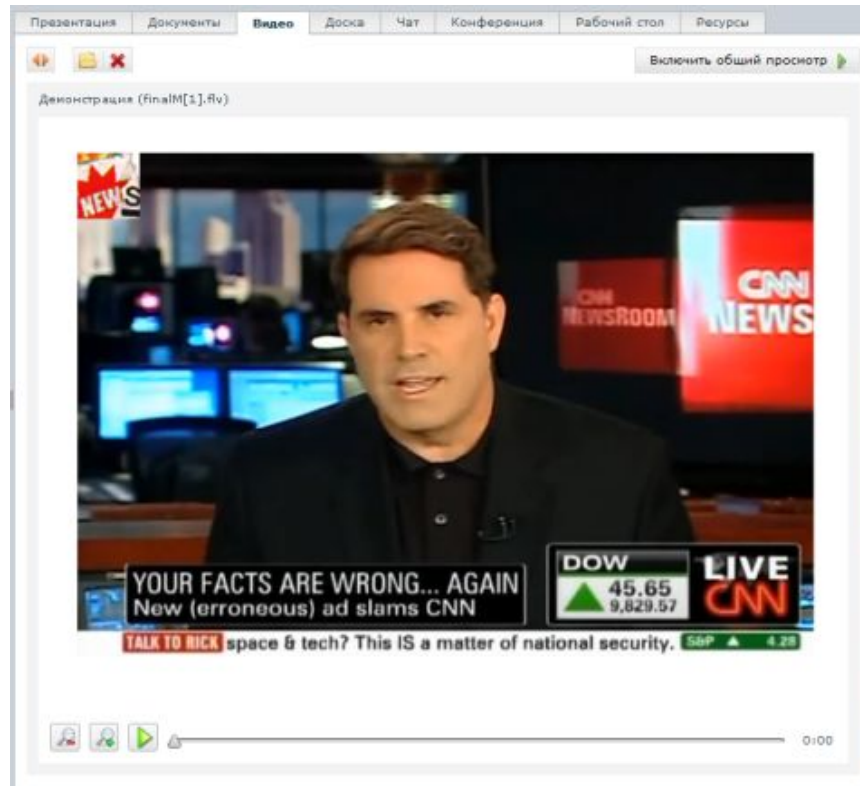 Презентация Документы Видео Доска Чат Конференция Рабочий стол Ресурсы
Включить общий просмотр
Демонстрация (finalM[1].flv)
NEWS
CNN
NEWSROOM
CNN
NEWS
YOUR FACTS ARE WRONG... AGAIN
New (erroneous) ad slams CNN
DOW
45.65
9,829.57
LIVE
CNN
TALK TO RICK space & tech? This IS a matter of national security. S&P 4.28
0:00